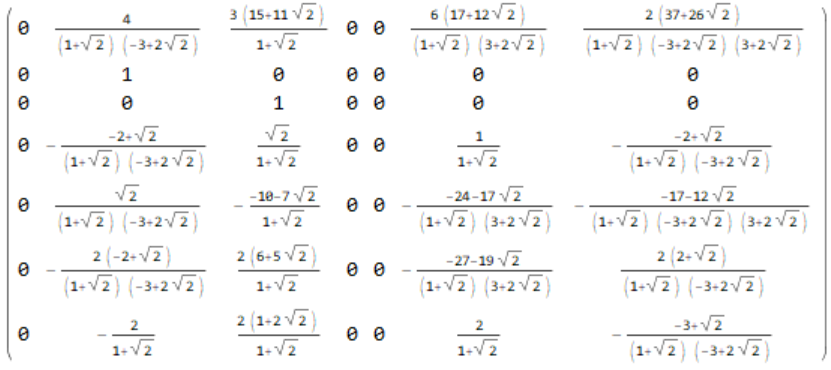 0 4/((1+√2) (-3+2√2)) 3 (15+11√2)/(1+√2) 0 0 6 (17+12√2)/((1+√2) (3+2√2)) 2 (37+26√2)/((1+√2) (-3+2√2) (3+2√2))
0 1 0 0 0 0 0
0 0 1 0 0 0 0
0 - (-2+√2)/((1+√2) (-3+2√2)) √2/(1+√2) 0 0 1/(1+√2) - (-2+√2)/((1+√2) (-3+2√2))
0 √2/((1+√2) (-3+2√2)) - (-10-7√2)/(1+√2) 0 0 - (-24-17√2)/((1+√2) (3+2√2)) - (-17-12√2)/((1+√2) (-3+2√2) (3+2√2))
0 - 2 (-2+√2)/((1+√2) (-3+2√2)) 2 (6+5√2)/(1+√2) 0 0 - (-27-19√2)/((1+√2) (3+2√2)) 2 (2+√2)/((1+√2) (-3+2√2))
0 - 2/(1+√2) 2 (1+2√2)/(1+√2) 0 0 2/(1+√2) - (-3+√2)/((1+√2) (-3+2√2))